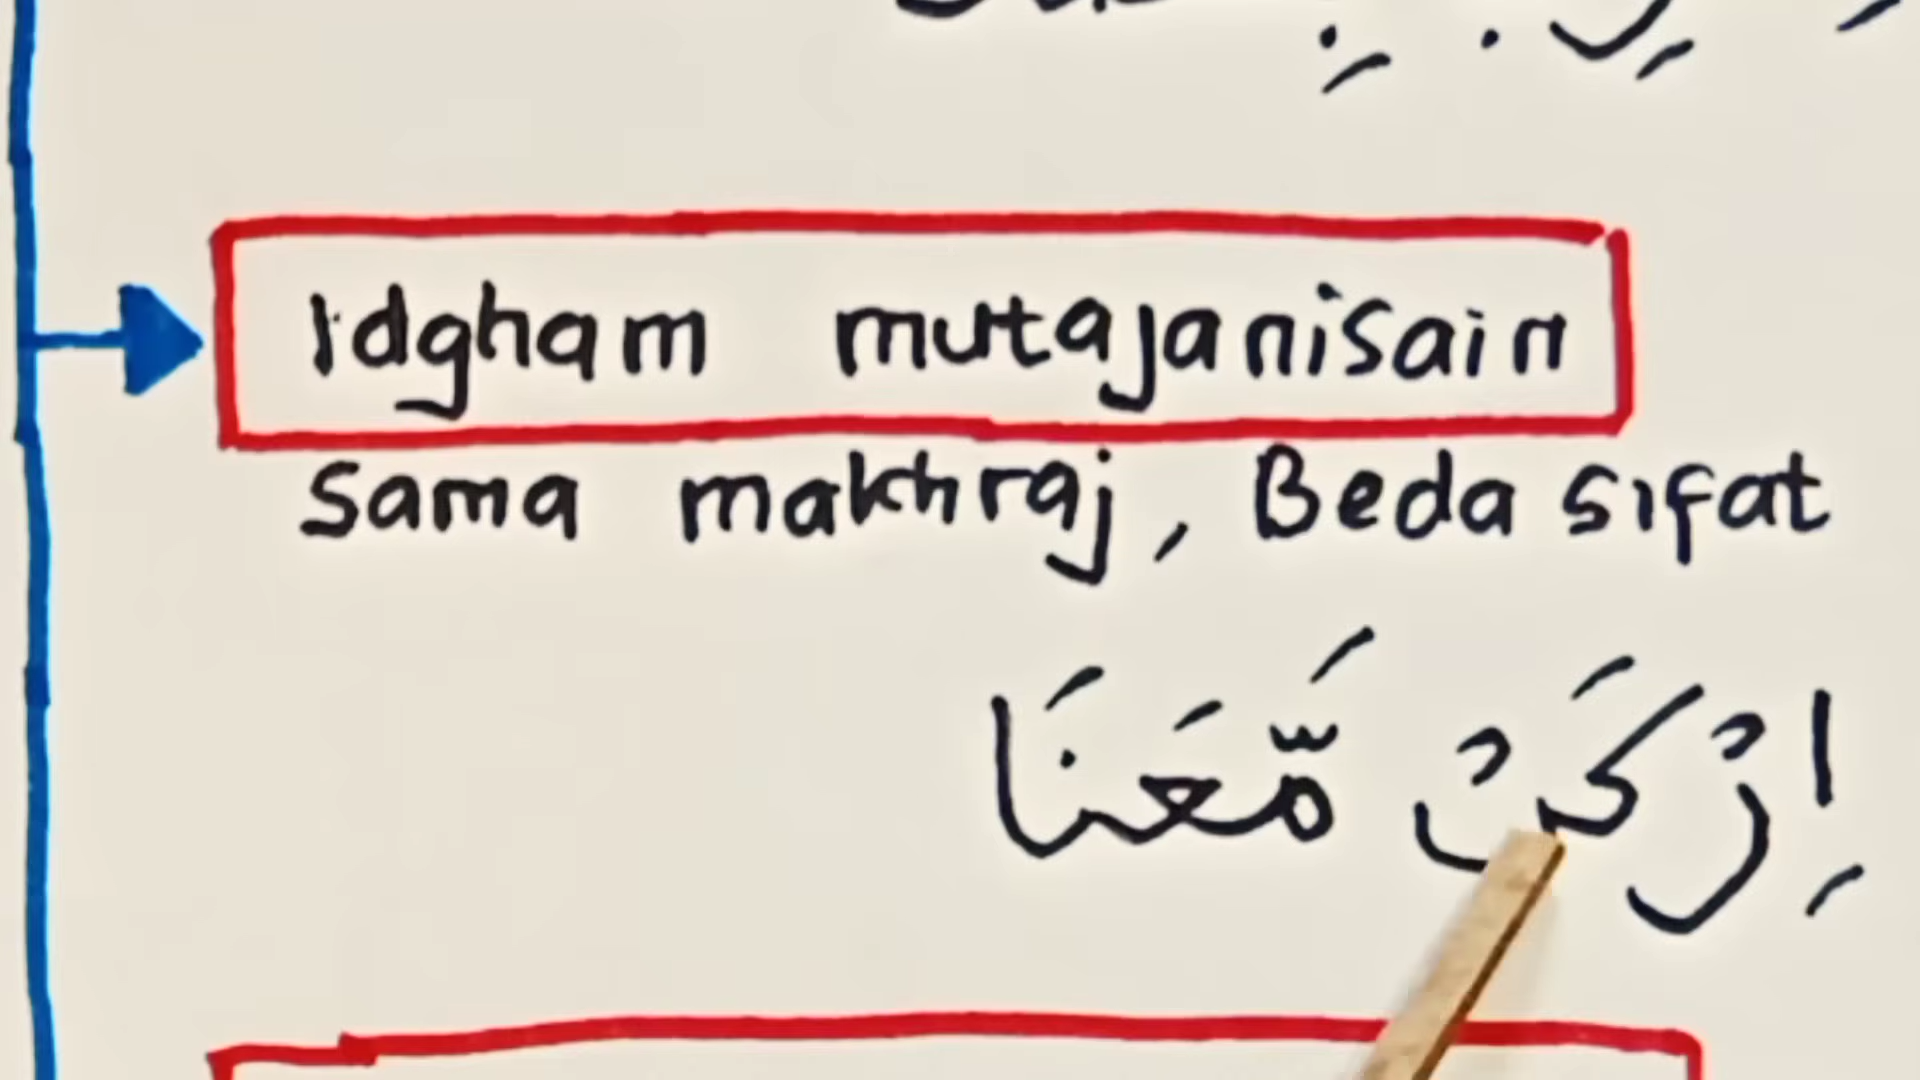 Idgham mutajanisain
Sama makhraj, Beda sifat
اِرْكَبْ مَّعَنَا